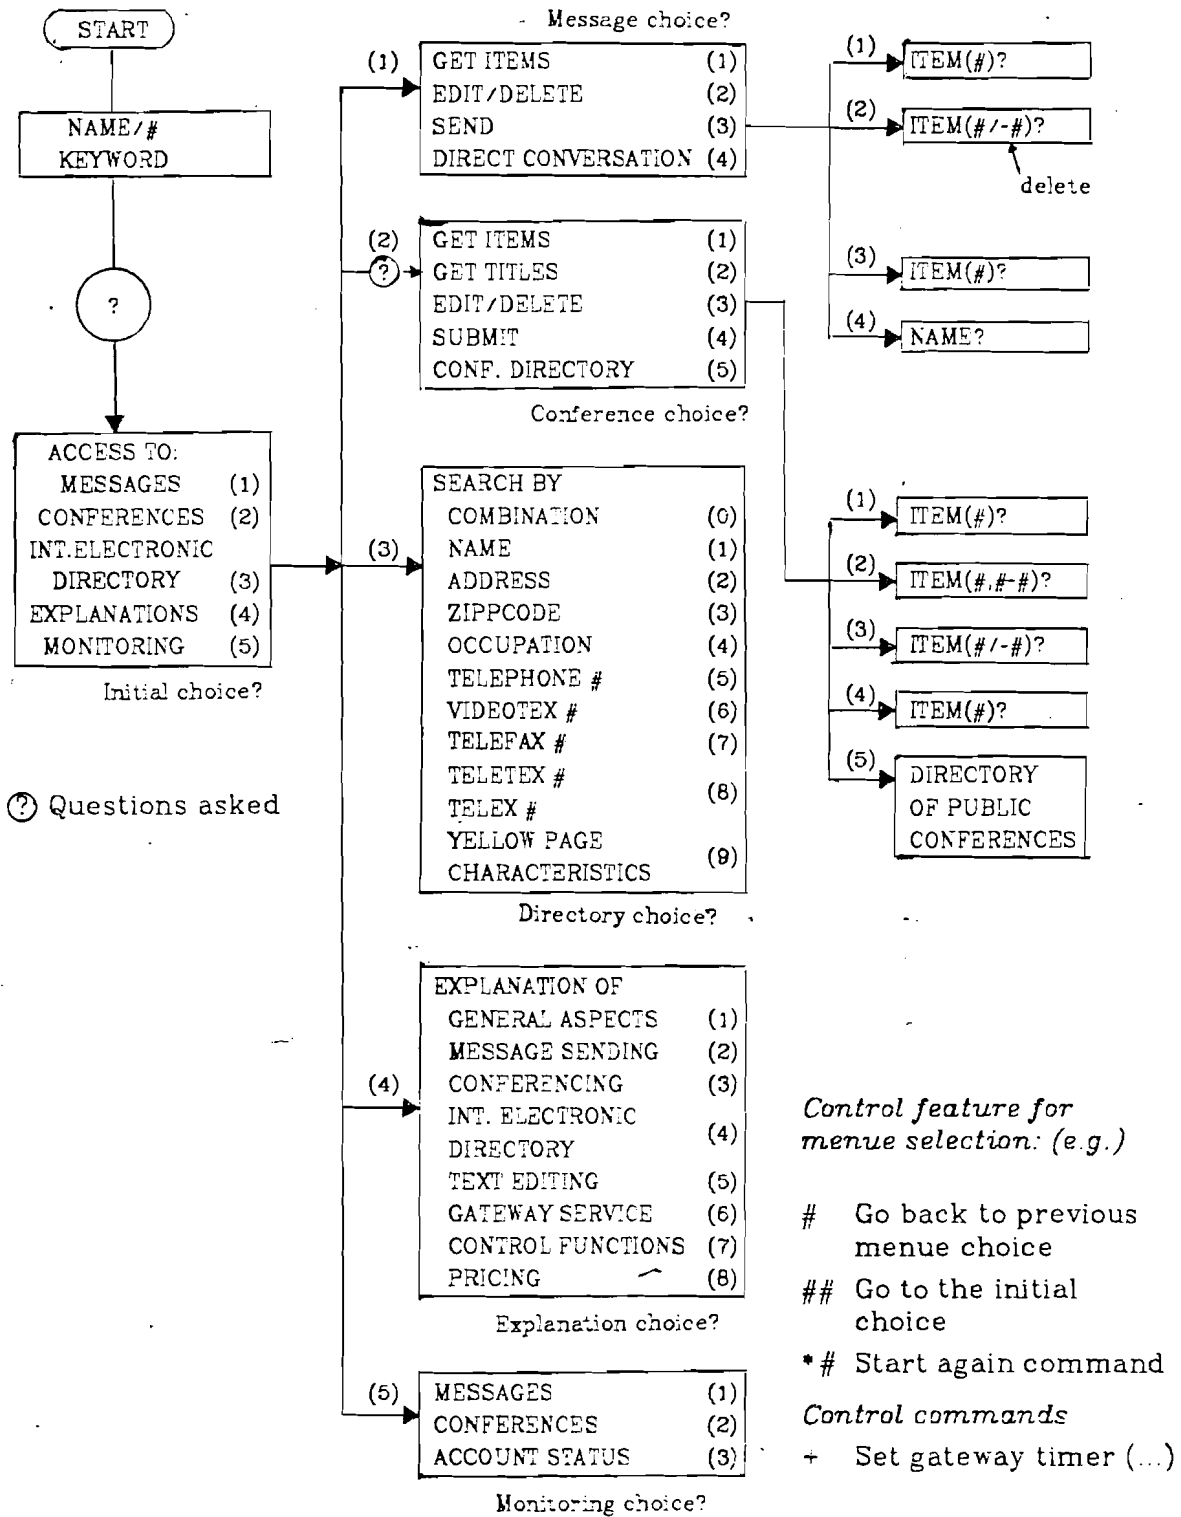 START
NAME/#
KEYWORD
?
ACCESS TO:
MESSAGES (1)
CONFERENCES (2)
INT.ELECTRONIC
DIRECTORY (3)
EXPLANATIONS (4)
MONITORING (5)
Initial choice?
? Questions asked
Message choice?
(1)
GET ITEMS (1)
EDIT/DELETE (2)
SEND (3)
DIRECT CONVERSATION (4)
(2)
?
GET ITEMS (1)
GET TITLES (2)
EDIT/DELETE (3)
SUBMIT (4)
CONF. DIRECTORY (5)
Conference choice?
(3)
SEARCH BY
COMBINATION (0)
NAME (1)
ADDRESS (2)
ZIPPCODE (3)
OCCUPATION (4)
TELEPHONE # (5)
VIDEOTEX # (6)
TELEFAX # (7)
TELETEX #
TELEX # (8)
YELLOW PAGE
CHARACTERISTICS (9)
Directory choice?
(4)
EXPLANATION OF
GENERAL ASPECTS (1)
MESSAGE SENDING (2)
CONFERENCING (3)
INT. ELECTRONIC
DIRECTORY (4)
TEXT EDITING (5)
GATEWAY SERVICE (6)
CONTROL FUNCTIONS (7)
PRICING (8)
Explanation choice?
(5)
MESSAGES (1)
CONFERENCES (2)
ACCOUNT STATUS (3)
Monitoring choice?
(1) ITEM(#)?
(2) ITEM(#/-#)?
delete
(3) ITEM(#)?
(4) NAME?
(1) ITEM(#)?
(2) ITEM(#,#-#)?
(3) ITEM(#/-#)?
(4) ITEM(#)?
(5) DIRECTORY
OF PUBLIC
CONFERENCES
Control feature for
menue selection: (e.g.)
# Go back to previous
menue choice
## Go to the initial
choice
*# Start again command
Control commands
+ Set gateway timer (...)